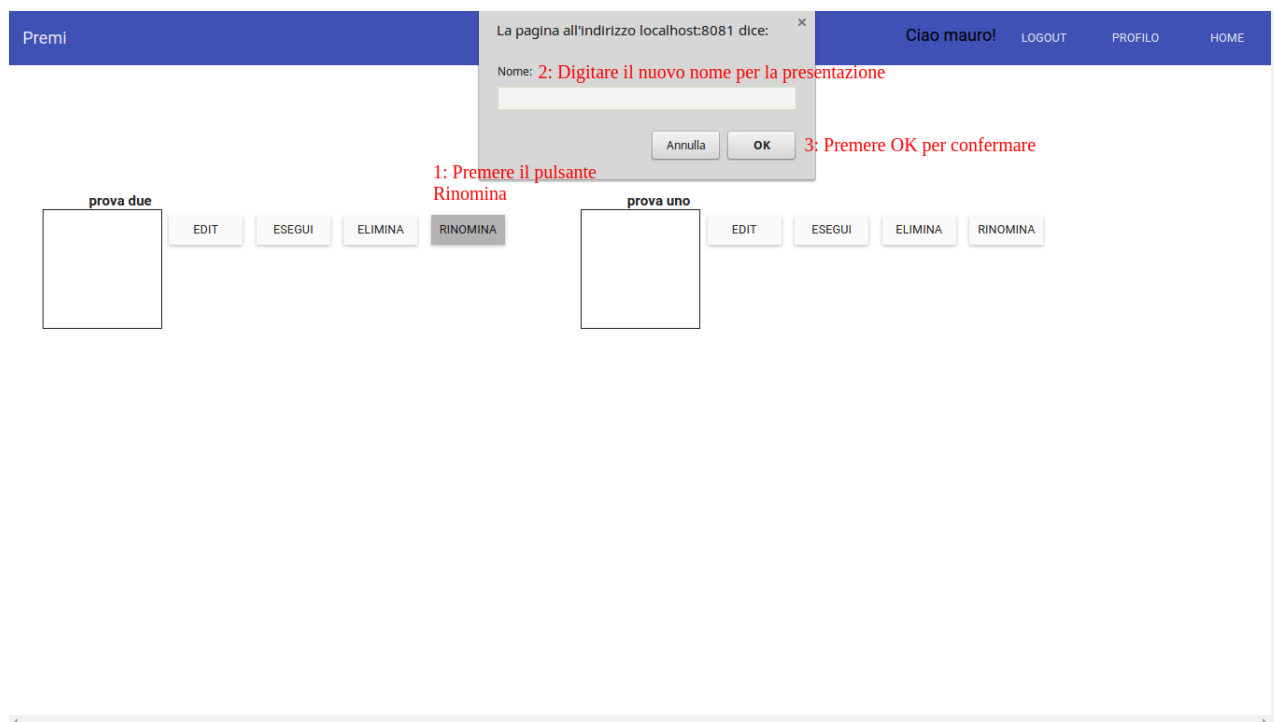 Premi
La pagina all'indirizzo localhost:8081 dice:
×
Ciao mauro!
LOGOUT
PROFILO
HOME
Nome:
2: Digitare il nuovo nome per la presentazione
Annulla
OK
3: Premere OK per confermare
1: Premere il pulsante
Rinomina
prova due
EDIT
ESEGUI
ELIMINA
RINOMINA
prova uno
EDIT
ESEGUI
ELIMINA
RINOMINA